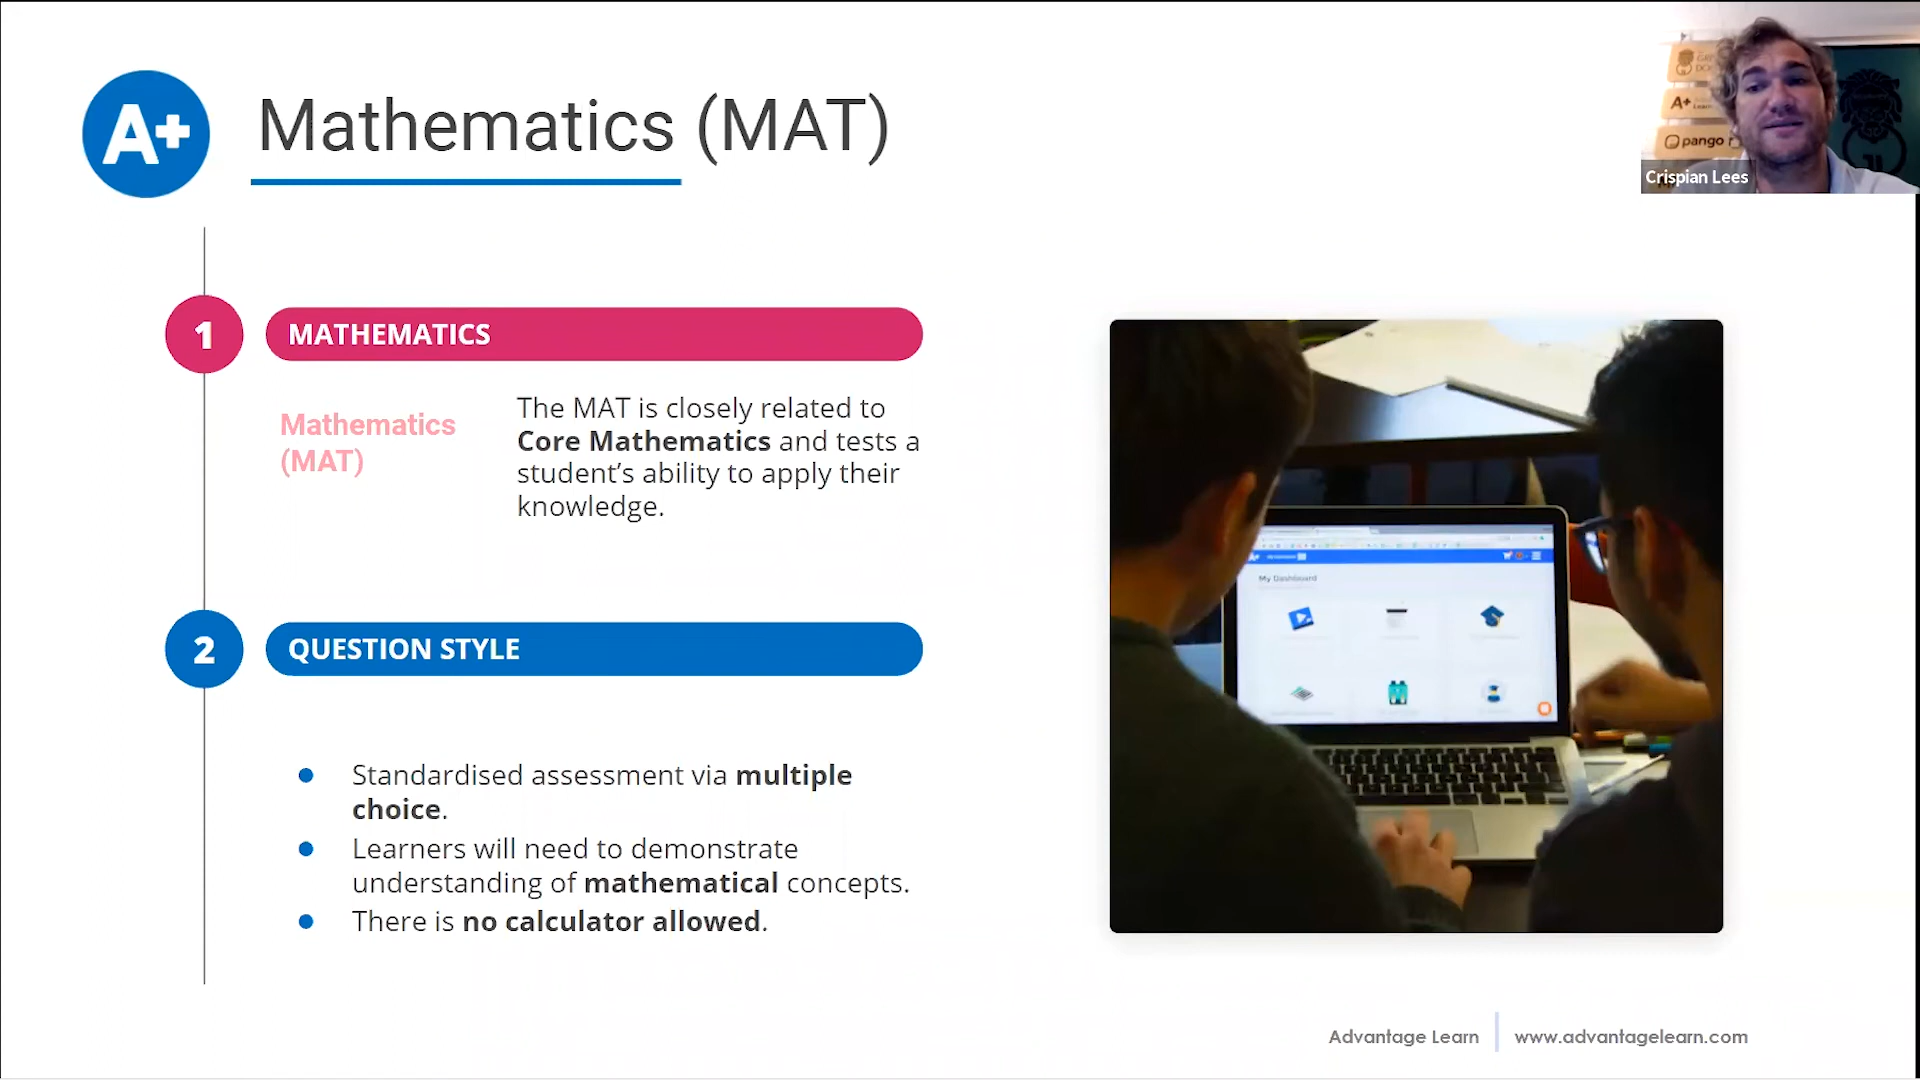 A+
Mathematics (MAT)
A+
pango
Crispian Lees
1
MATHEMATICS
Mathematics
(MAT)
The MAT is closely related to
Core Mathematics and tests a
student's ability to apply their
knowledge.
My Dashboard
2
QUESTION STYLE
Standardised assessment via multiple
choice.
Learners will need to demonstrate
understanding of mathematical concepts.
There is no calculator allowed.
Advantage Learn
www.advantagelearn.com